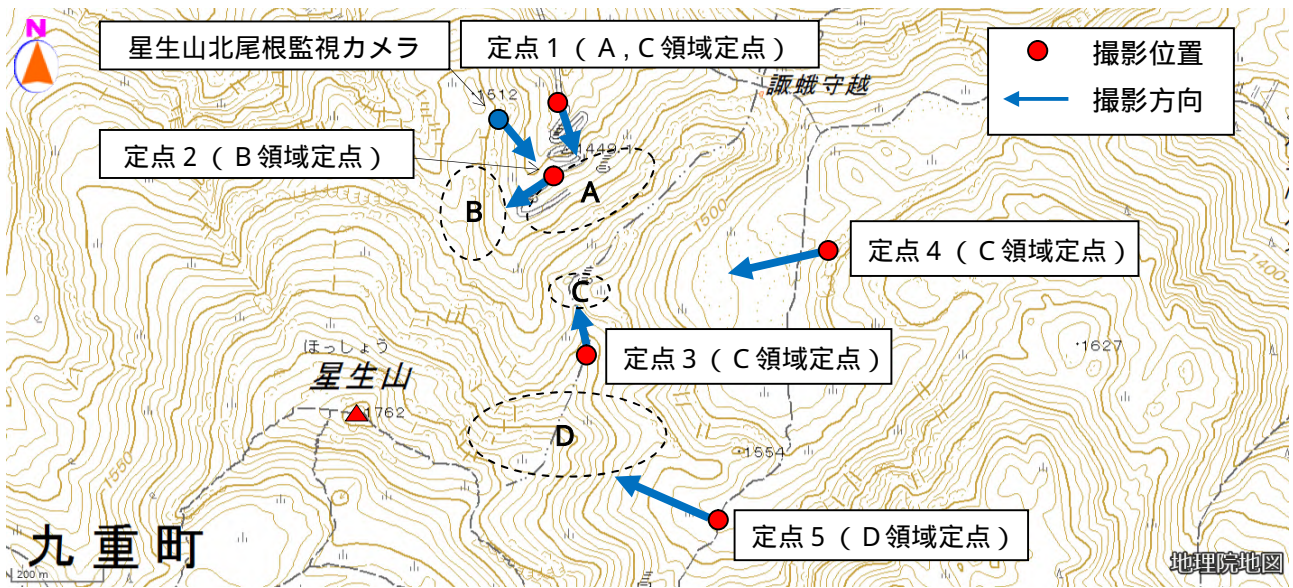 N
星生山北尾根監視カメラ
定点1（A,C領域定点）
撮影位置
撮影方向
諏蛾守越
1512
定点2（B領域定点）
1449.1
A
B
1500
定点4（C領域定点）
1400
C
定点3（C領域定点）
1627
ほっしょう
星生山
1762
D
1554
1550
定点5（D領域定点）
九重町
200 m
地理院地図